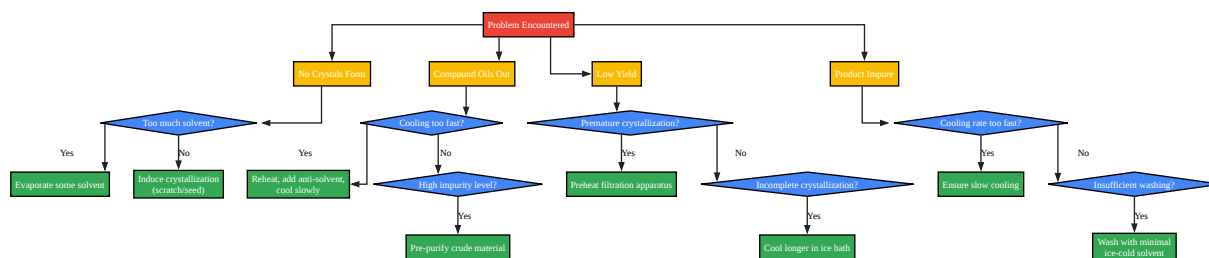 Problem Encountered
No Crystals Form
Compound Oils Out
Low Yield
Product Impure
Too much solvent?
Cooling too fast?
Premature crystallization?
Cooling rate too fast?
Yes
No
Yes
No
Yes
No
Yes
No
Evaporate some solvent
Induce crystallization
(scratch/seed)
Reheat, add anti-solvent,
cool slowly
High impurity level?
Preheat filtration apparatus
Incomplete crystallization?
Ensure slow cooling
Insufficient washing?
Yes
Yes
Yes
Pre-purify crude material
Cool longer in ice bath
Wash with minimal
ice-cold solvent